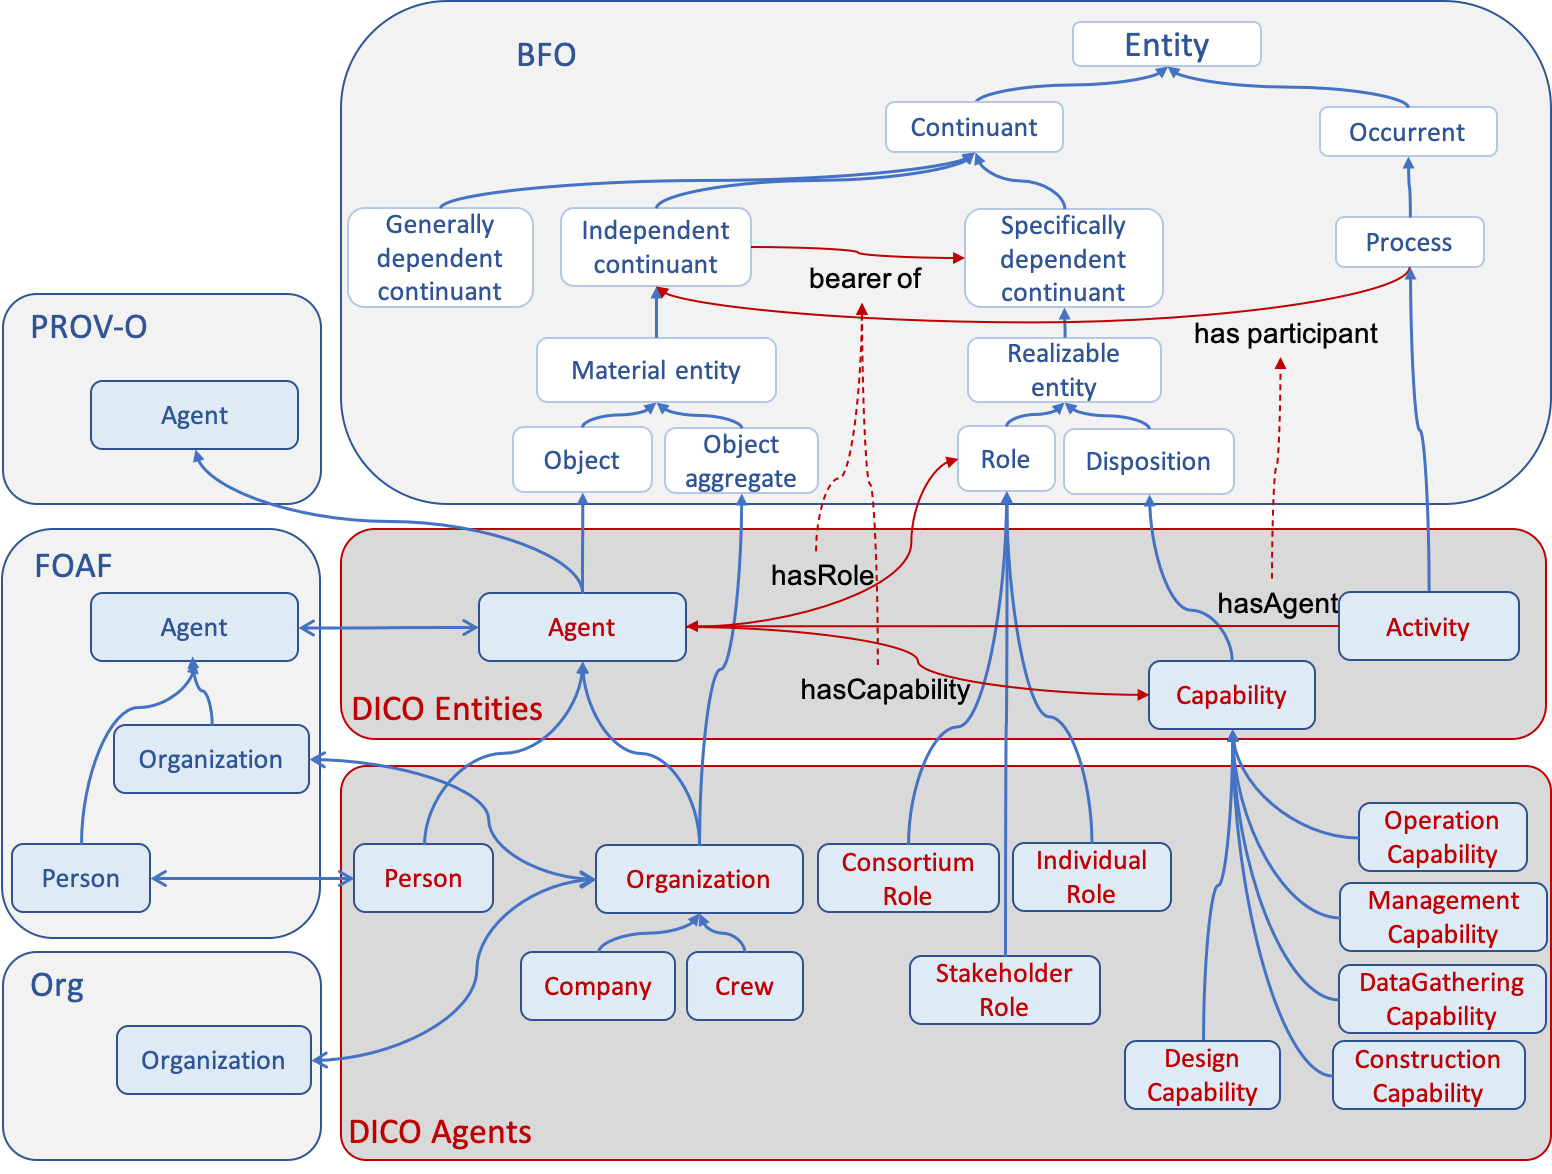 BFO
Entity
Continuant
Occurrent
Generally
dependent
continuant
Independent
continuant
Specifically
dependent
continuant
Process
bearer of
has participant
PROV-O
Agent
Material entity
Realizable
entity
Object
Object
aggregate
Role
Disposition
FOAF
Agent
Organization
Person
DICO Entities
Agent
hasRole
hasCapability
hasAgent
Activity
Capability
Person
Organization
Company
Crew
Consortium
Role
Individual
Role
Stakeholder
Role
Operation
Capability
Management
Capability
DataGathering
Capability
Construction
Capability
Design
Capability
DICO Agents
Org
Organization